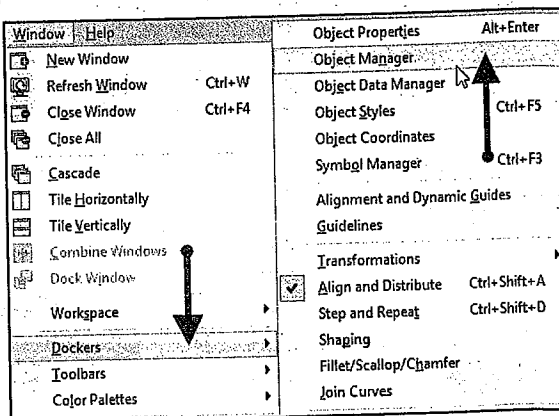 Window Help
New Window
Refresh Window Ctrl+W
Close Window Ctrl+F4
Close All
Cascade
Tile Horizontally
Tile Vertically
Combine Windows
Dock Window
Workspace
Dockers
Toolbars
Color Palettes
Object Properties Alt+Enter
Object Manager
Object Data Manager
Object Styles Ctrl+F5
Object Coordinates
Symbol Manager Ctrl+F3
Alignment and Dynamic Guides
Guidelines
Transformations
Align and Distribute Ctrl+Shift+A
Step and Repeat Ctrl+Shift+D
Shaping
Fillet/Scallop/Chamfer
Join Curves